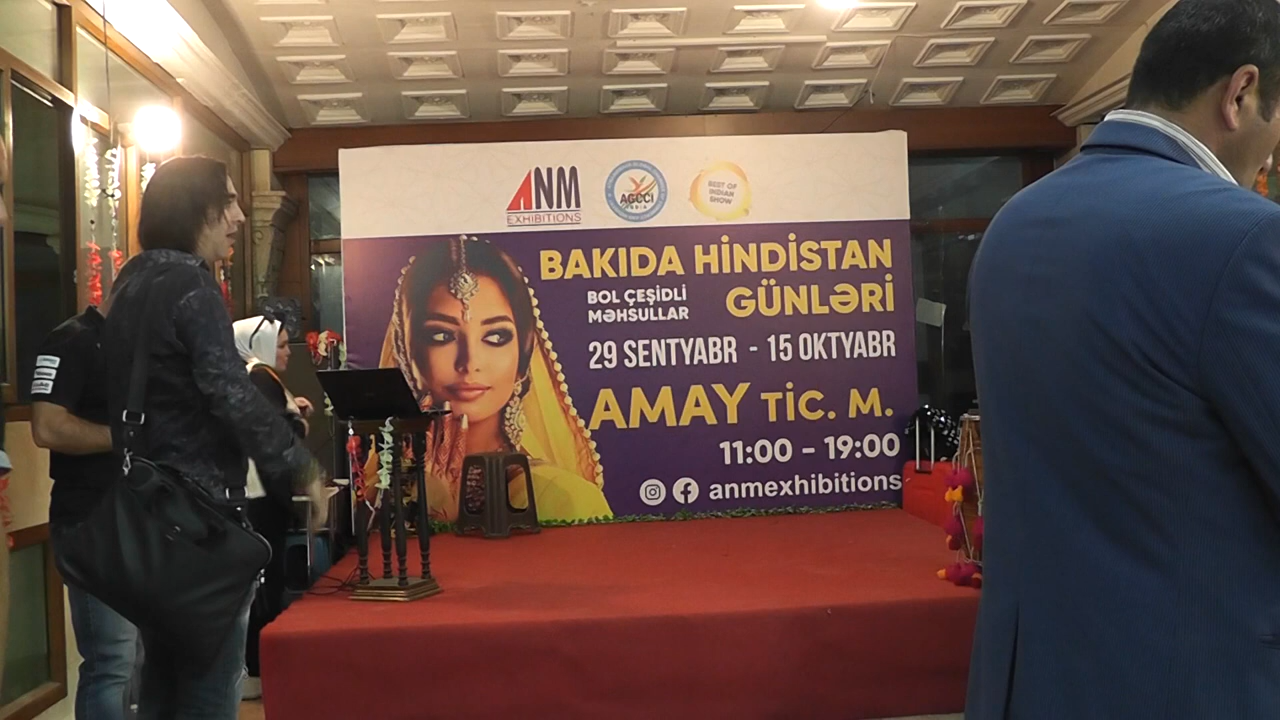 ANM
EXHIBITIONS
AGCCI
INDIA
BEST OF
INDIAN
SHOW
BAKIDA HİNDİSTAN
GÜNLƏRİ
BOL ÇEŞİDLİ
MƏHSULLAR
29 SENTYABR - 15 OKTYABR
AMAY TİC. M.
11:00 - 19:00
anmexhibitions